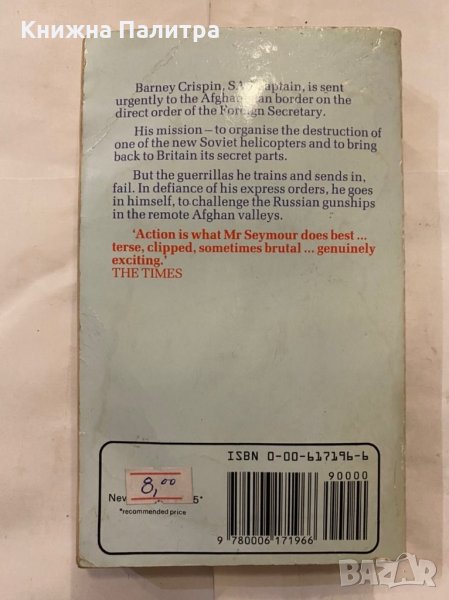 Книжна Палитра
Barney Crispin, SAS captain, is sent
urgently to the Afghanistan border on the
direct order of the Foreign Secretary.
His mission – to organise the destruction of
one of the new Soviet helicopters and to bring
back to Britain its secret parts.
But the guerrillas he trains and sends in,
fail. In defiance of his express orders, he goes
in himself, to challenge the Russian gunships
in the remote Afghan valleys.
‘Action is what Mr Seymour does best ...
terse, clipped, sometimes brutal ... genuinely
exciting.’
THE TIMES
ISBN 0-00-617196-6
90000
8,00
5*
*recommended price
9 780006 171966
BAZAR